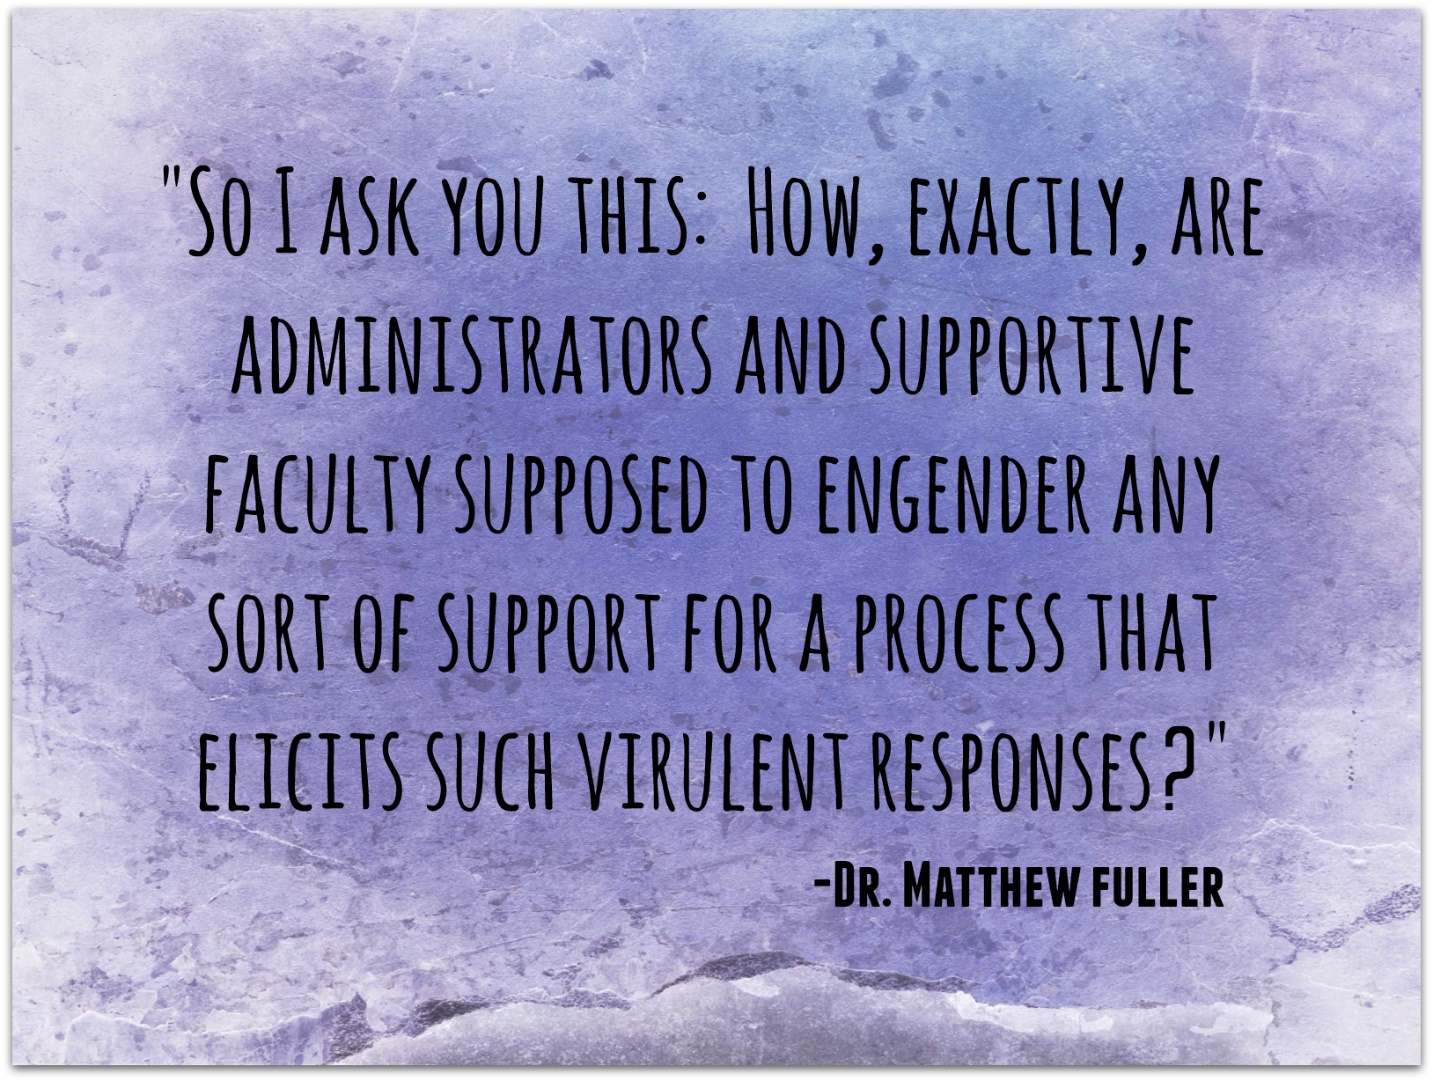 "So I ask you this: How, exactly, are
administrators and supportive
faculty supposed to engender any
sort of support for a process that
elicits such virulent responses?"
-Dr. Matthew Fuller